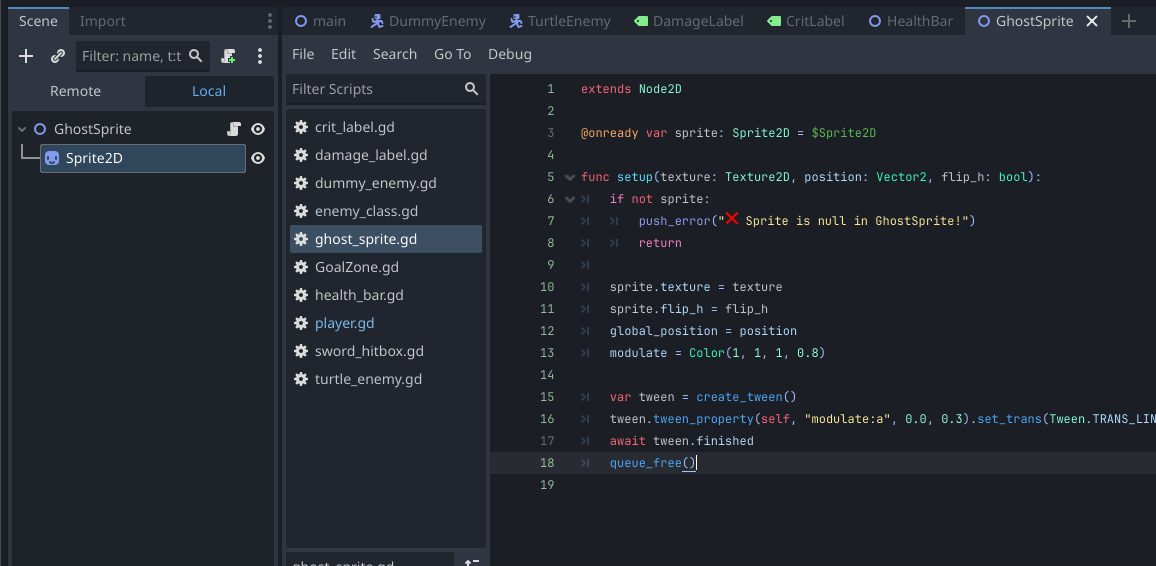 Scene Import
Filter: name, t:t
Remote Local
GhostSprite
Sprite2D
main DummyEnemy TurtleEnemy DamageLabel CritLabel HealthBar GhostSprite
File Edit Search Go To Debug
Filter Scripts
crit_label.gd
damage_label.gd
dummy_enemy.gd
enemy_class.gd
ghost_sprite.gd
GoalZone.gd
health_bar.gd
player.gd
sword_hitbox.gd
turtle_enemy.gd
ghost_sprite.gd
1 extends Node2D
2
3 @onready var sprite: Sprite2D = $Sprite2D
4
5 func setup(texture: Texture2D, position: Vector2, flip_h: bool):
6 if not sprite:
7 push_error("❌ Sprite is null in GhostSprite!")
8 return
9
10 sprite.texture = texture
11 sprite.flip_h = flip_h
12 global_position = position
13 modulate = Color(1, 1, 1, 0.8)
14
15 var tween = create_tween()
16 tween.tween_property(self, "modulate:a", 0.0, 0.3).set_trans(Tween.TRANS_LIN
17 await tween.finished
18 queue_free()
19